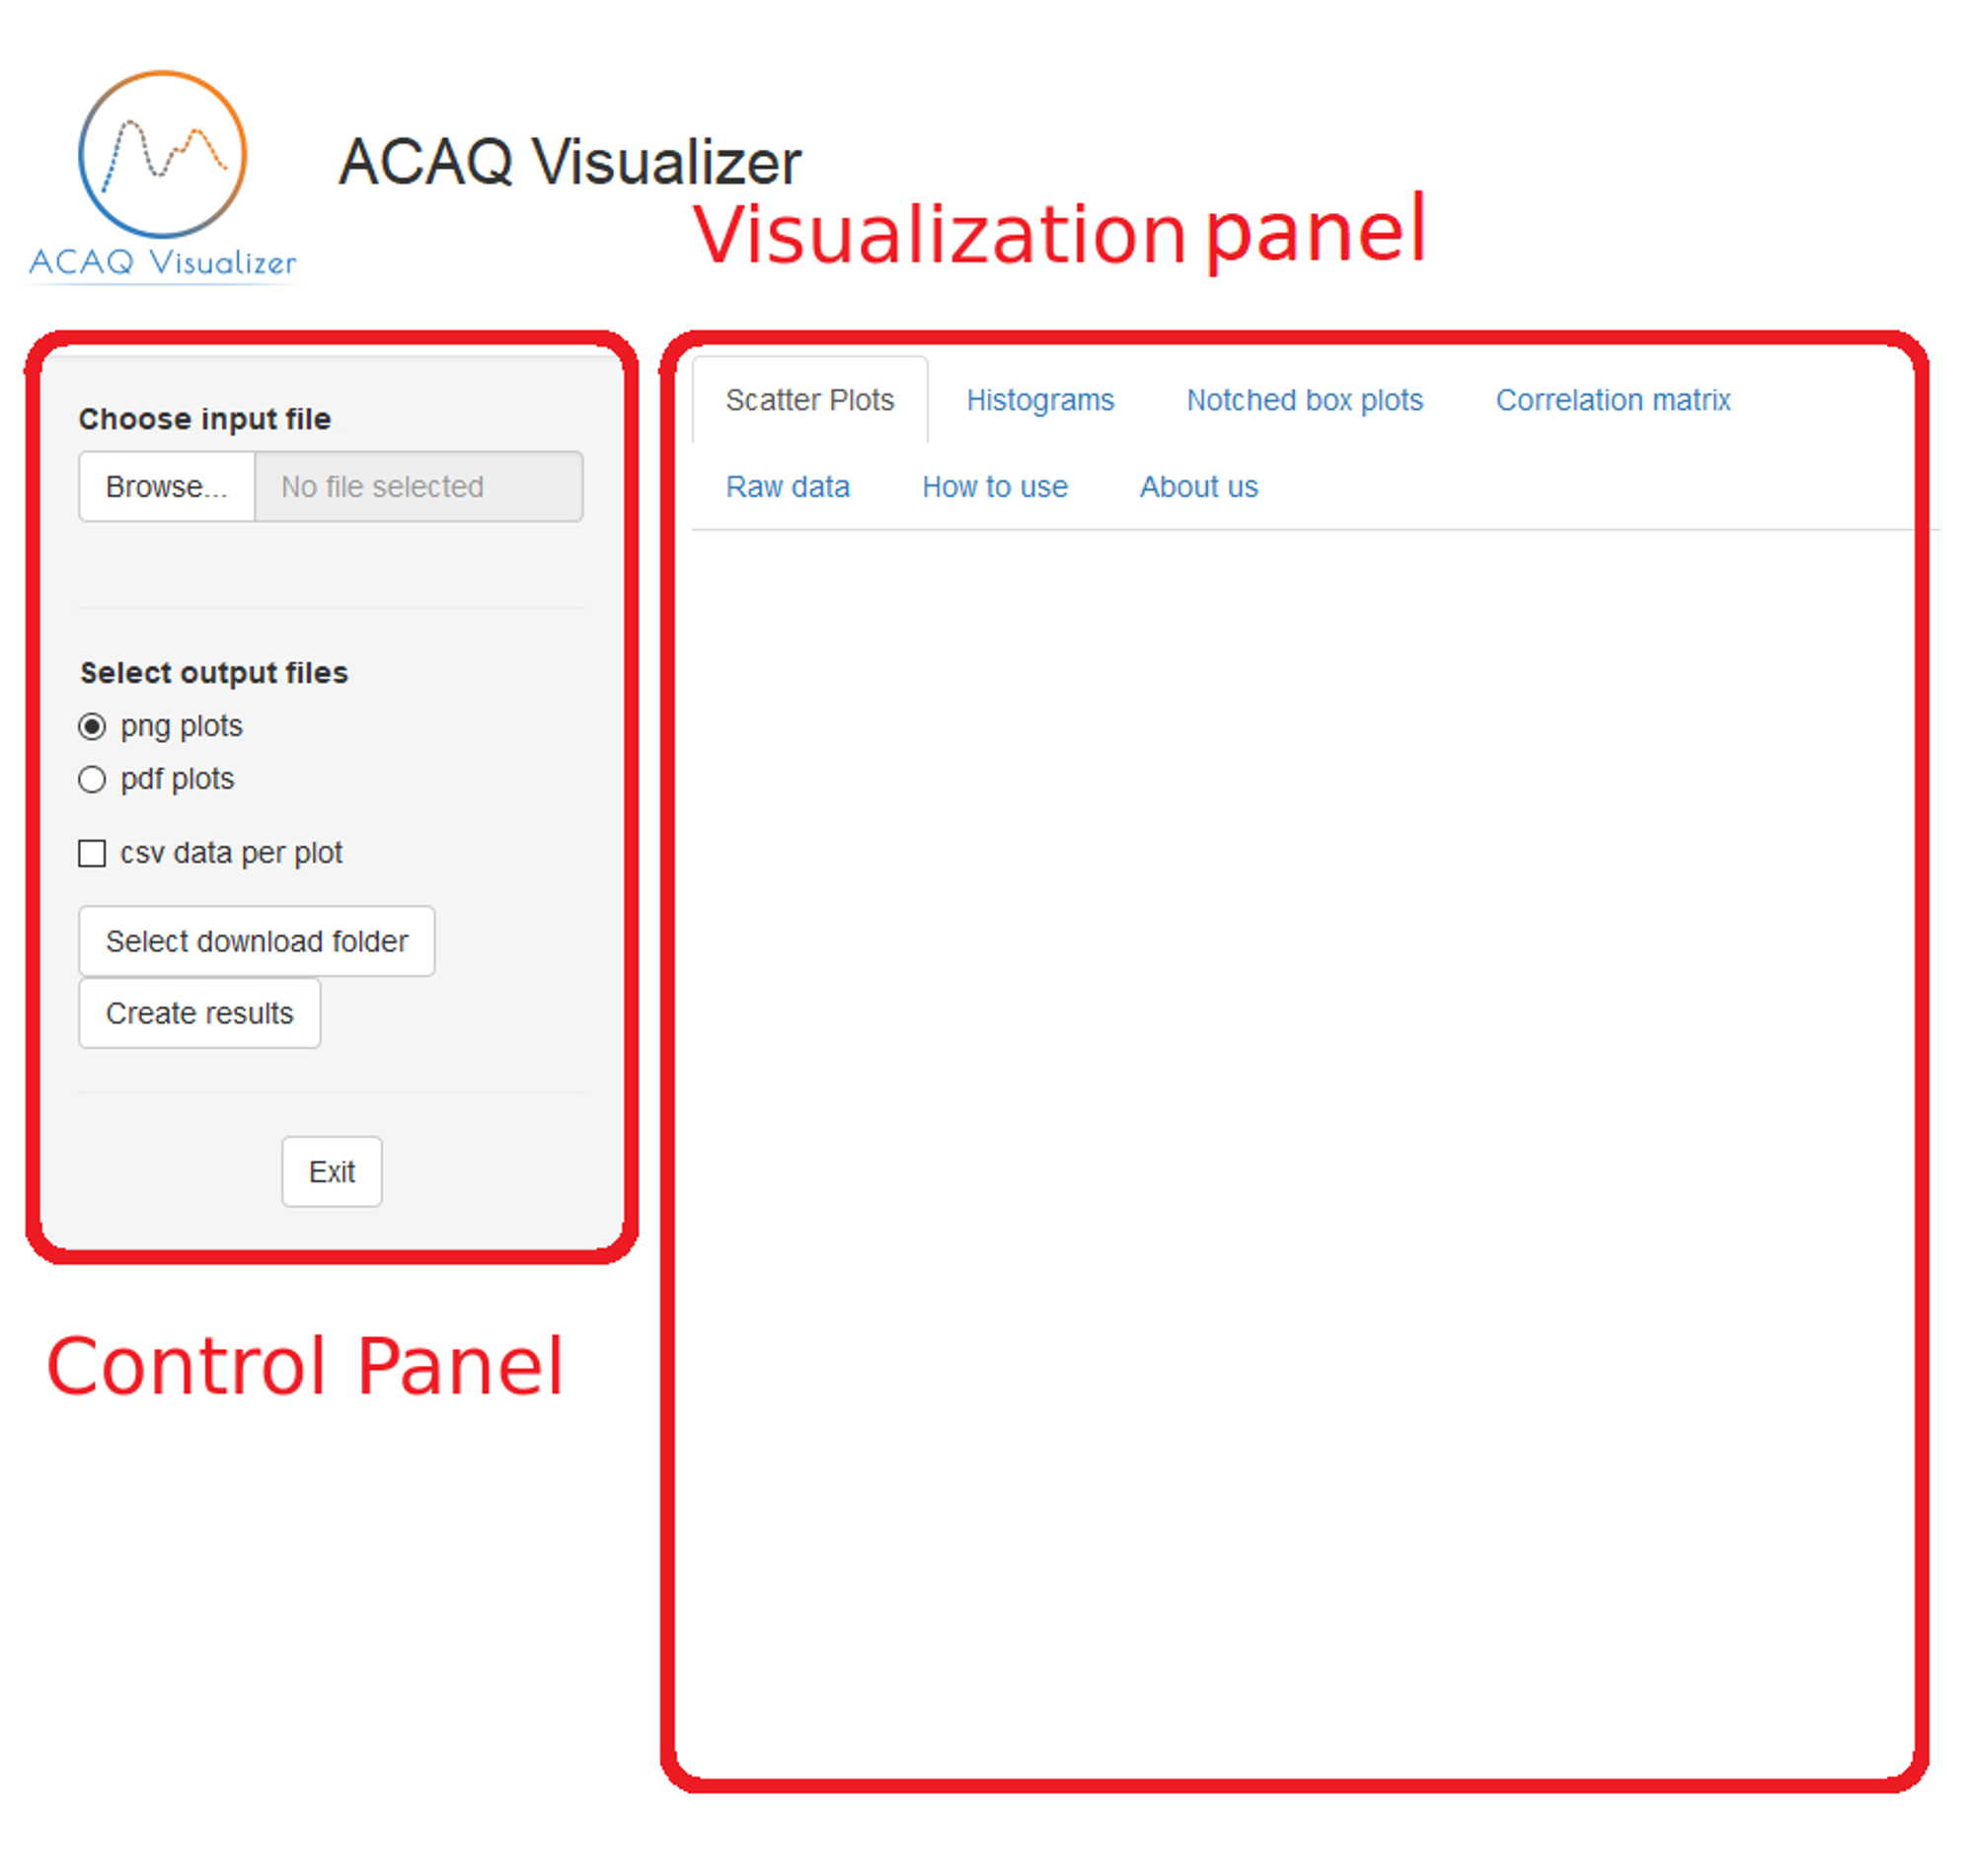 ACAQ Visualizer
ACAQ Visualizer
Visualization panel
Choose input file
Browse... No file selected
Select output files
png plots
pdf plots
csv data per plot
Select download folder
Create results
Exit
Control Panel
Scatter Plots Histograms Notched box plots Correlation matrix
Raw data How to use About us